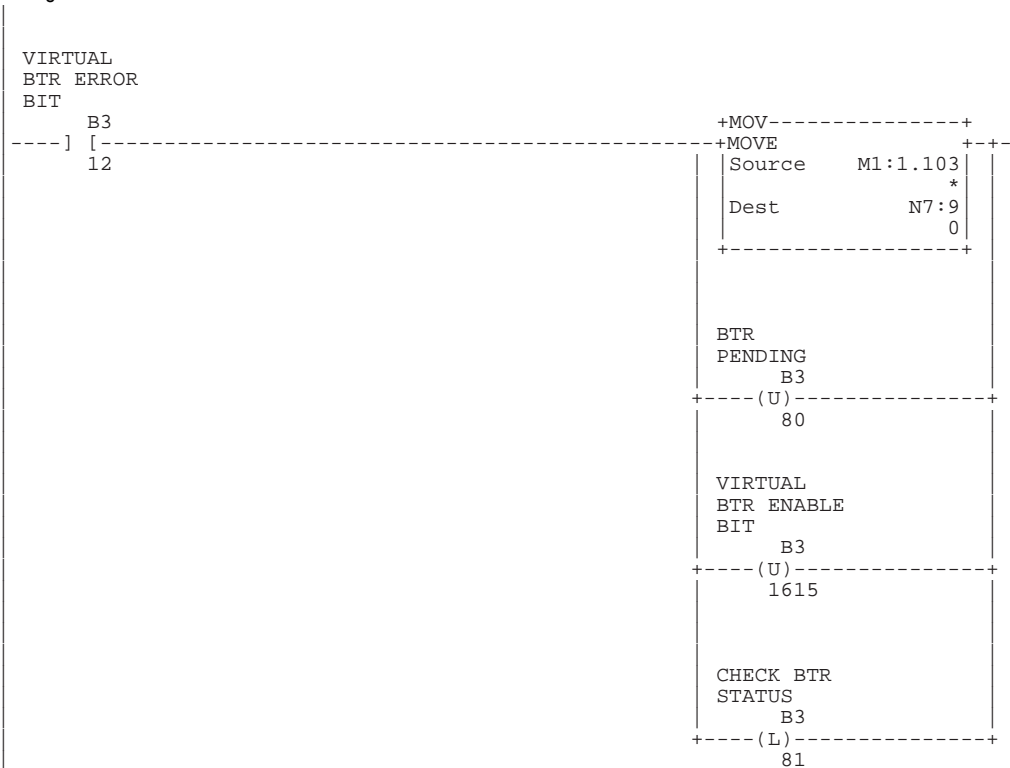 VIRTUAL
BTR ERROR
BIT
B3
+MOV---------------+
----] [-----------------------------------------------------+MOVE +-+-
12
Source M1:1.103
*
Dest N7:9
0
+------------------+
BTR
PENDING
B3
+----(U)----------------+
80
VIRTUAL
BTR ENABLE
BIT
B3
+----(U)----------------+
1615
CHECK BTR
STATUS
B3
+----(L)----------------+
81